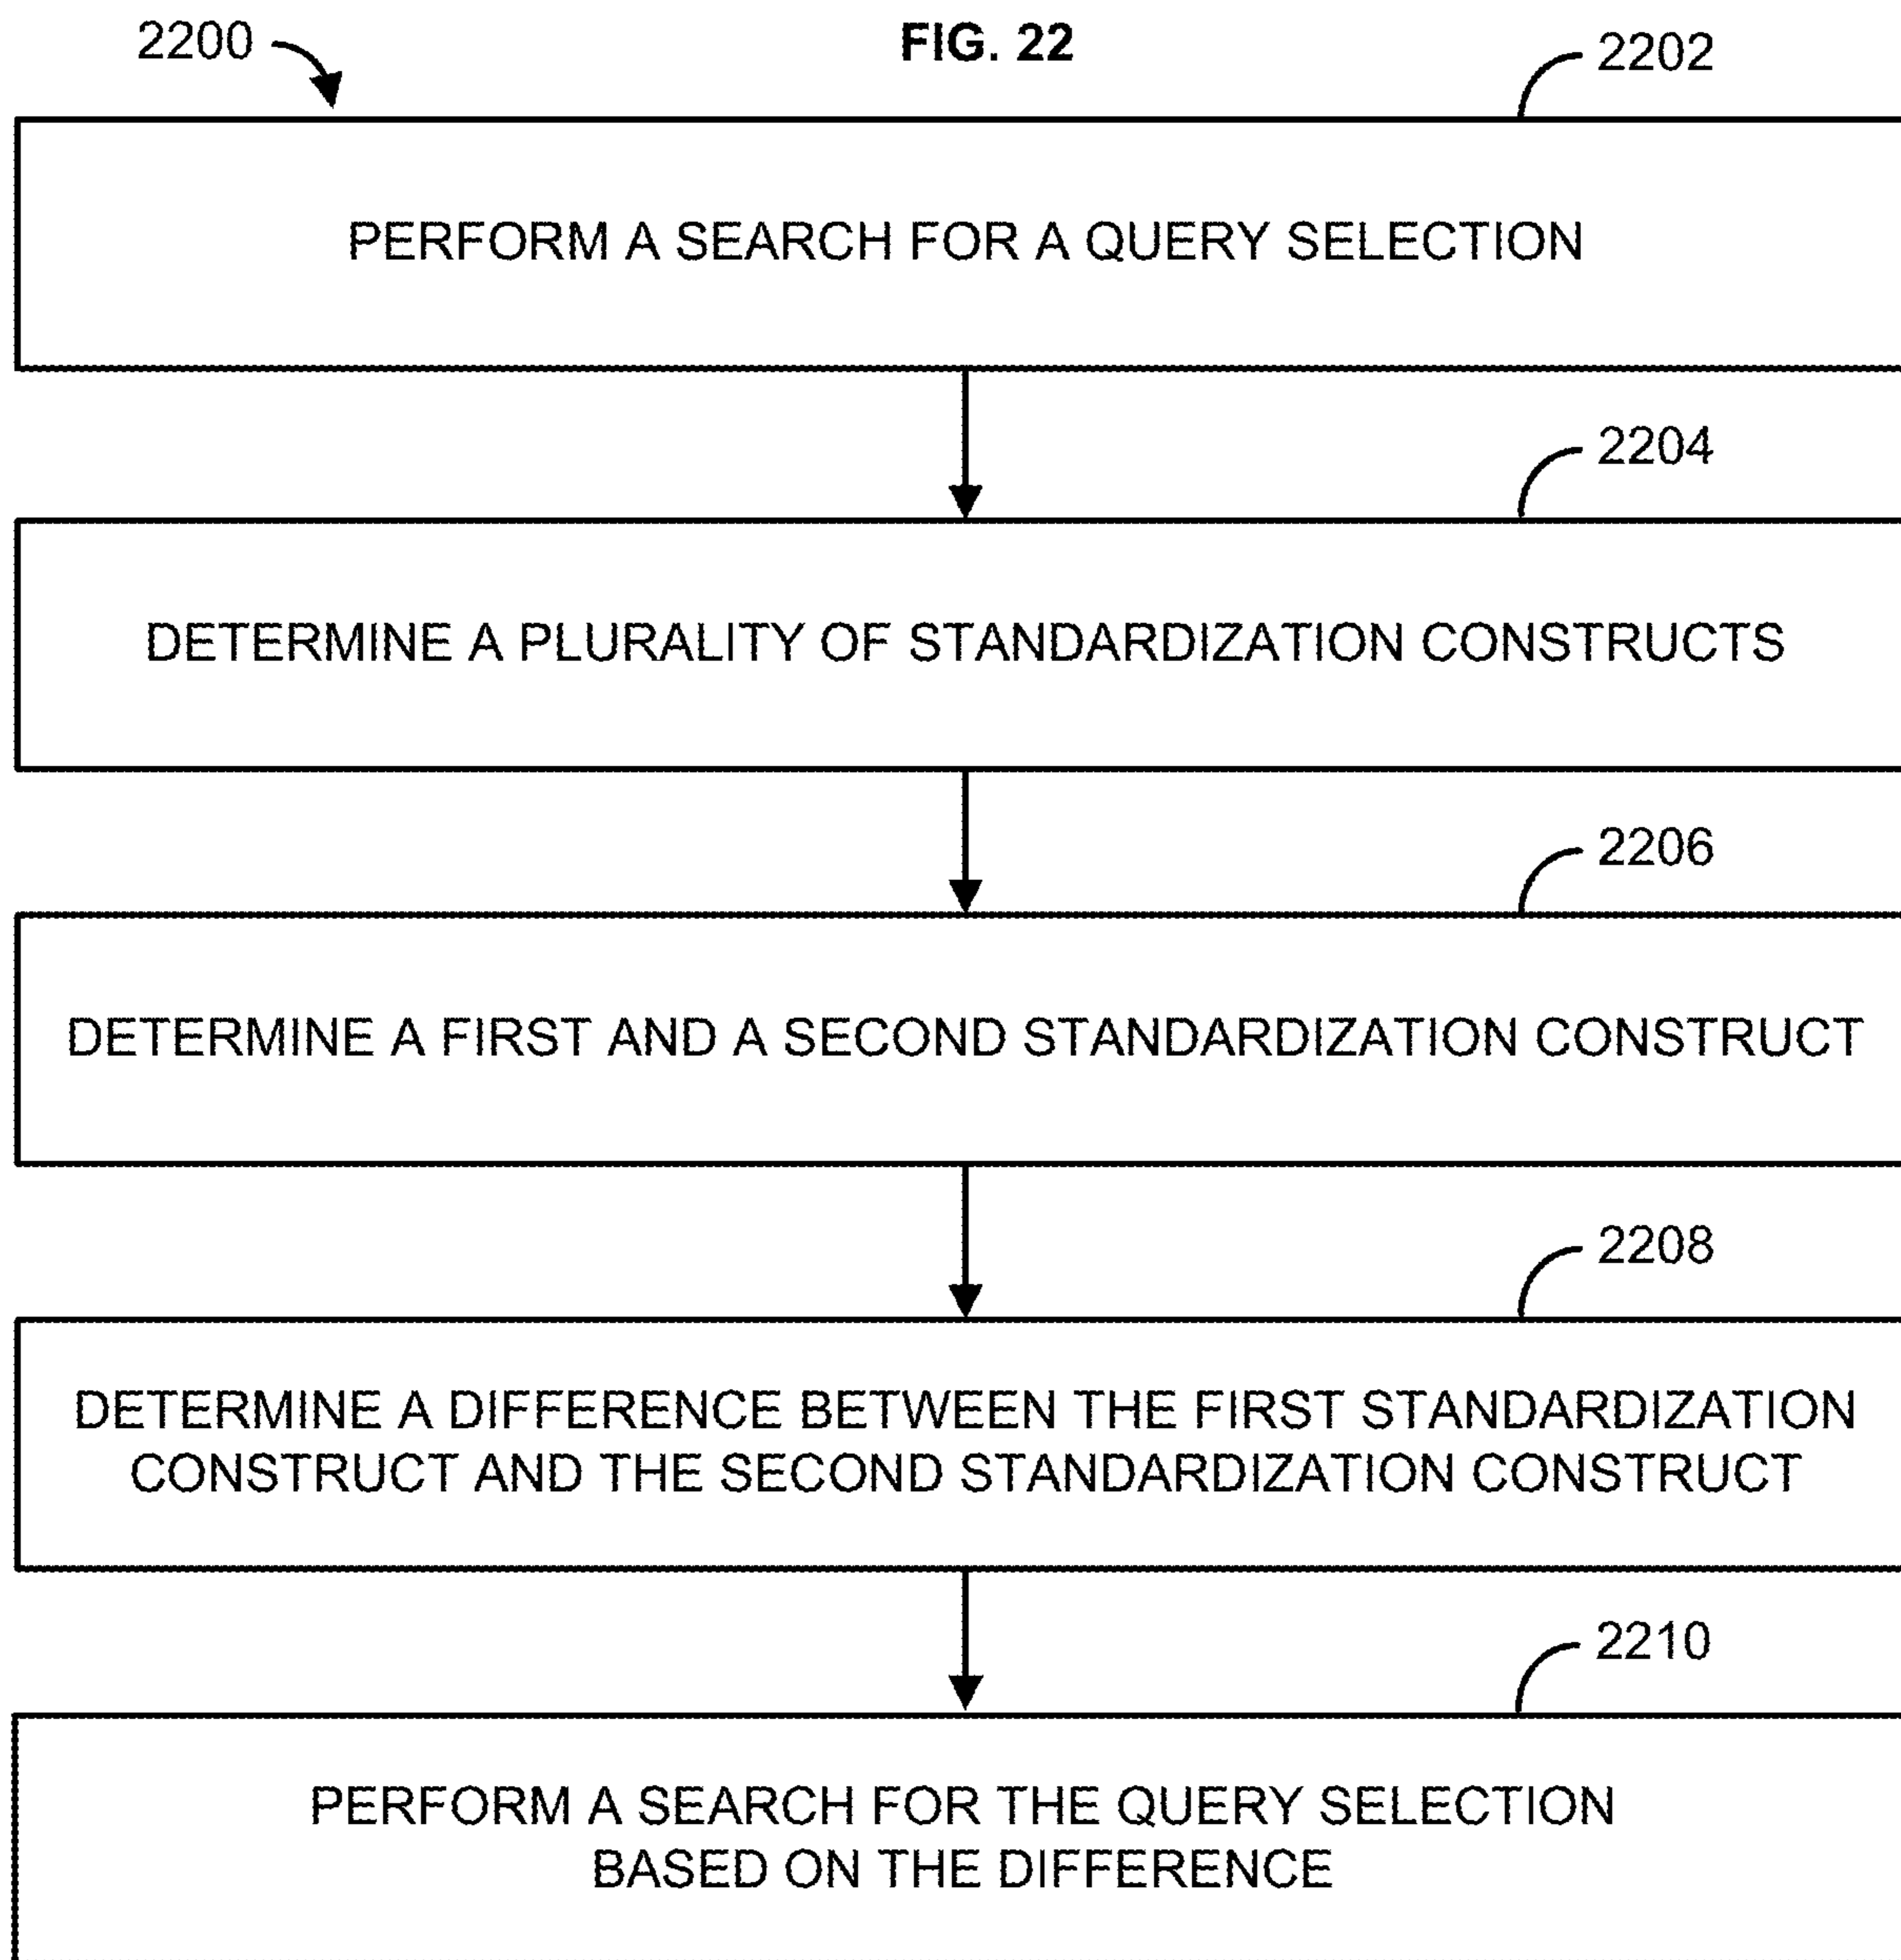 2200
FIG. 22
2202
PERFORM A SEARCH FOR A QUERY SELECTION
2204
DETERMINE A PLURALITY OF STANDARDIZATION CONSTRUCTS
2206
DETERMINE A FIRST AND A SECOND STANDARDIZATION CONSTRUCT
2208
DETERMINE A DIFFERENCE BETWEEN THE FIRST STANDARDIZATION
CONSTRUCT AND THE SECOND STANDARDIZATION CONSTRUCT
2210
PERFORM A SEARCH FOR THE QUERY SELECTION
BASED ON THE DIFFERENCE